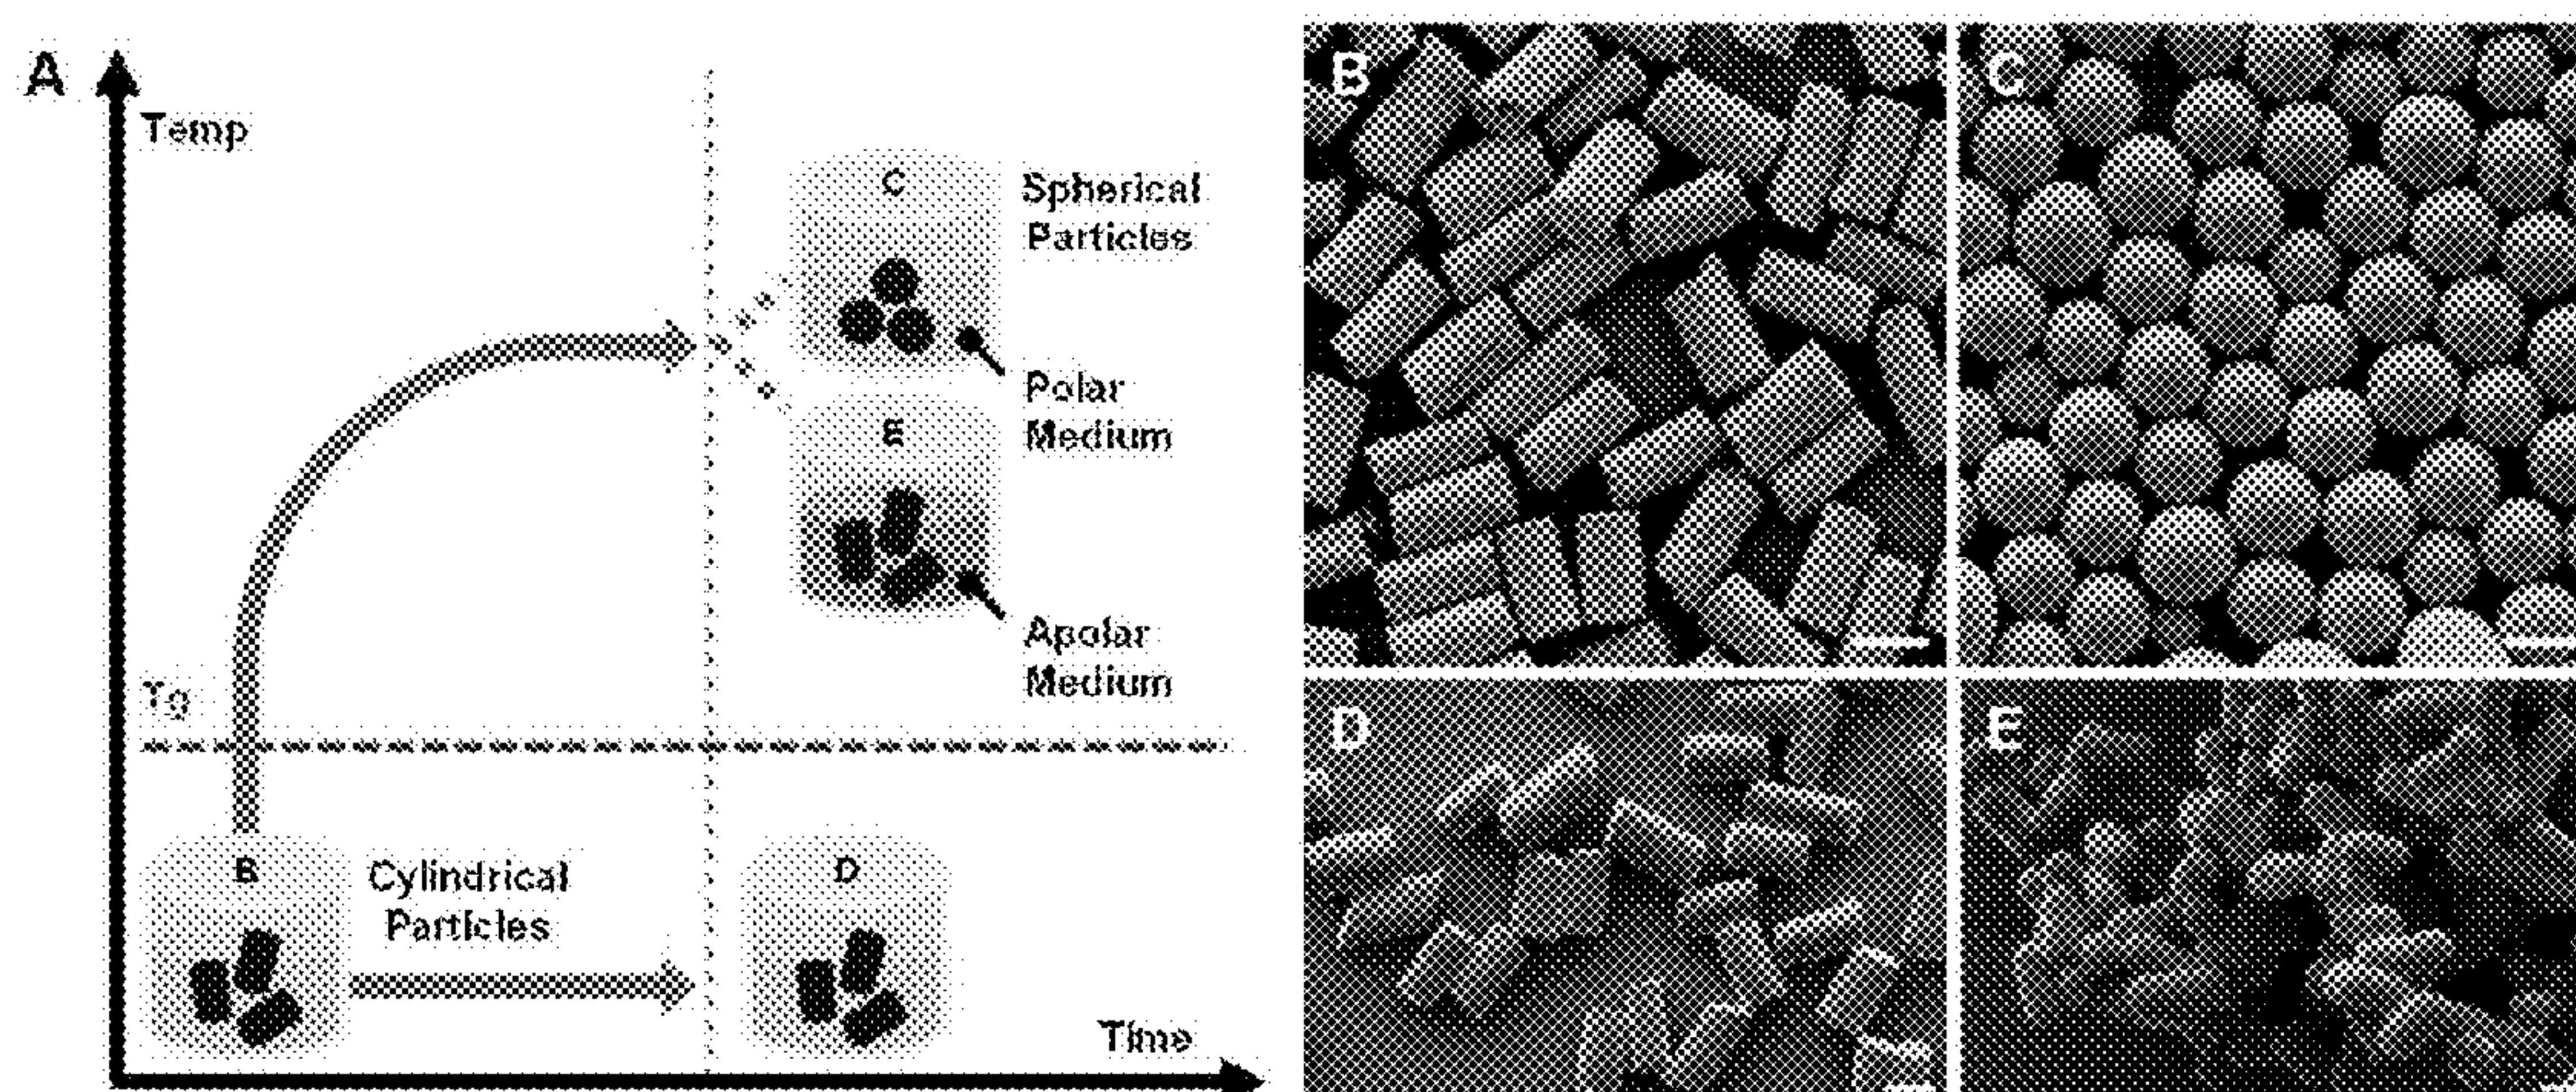 A
Temp
C
Spherical
Particles
Polar
Medium
E
Apolar
Medium
Tg
B
Cylindrical
Particles
D
Time
B
C
D
E